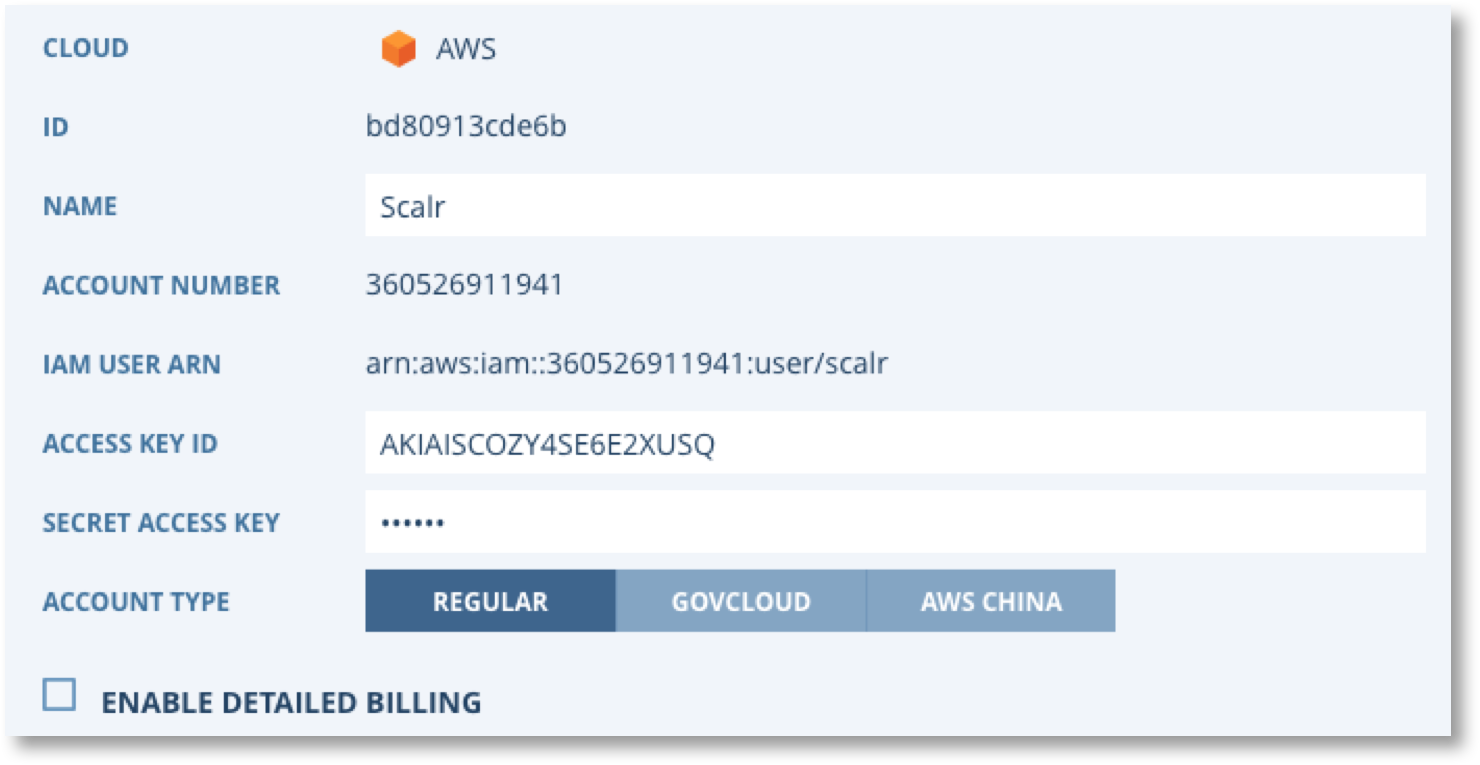 CLOUD AWS
ID bd80913cde6b
NAME Scalr
ACCOUNT NUMBER 360526911941
IAM USER ARN arn:aws:iam::360526911941:user/scalr
ACCESS KEY ID AKIAISCOZY4SE6E2XUSQ
SECRET ACCESS KEY ••••••
ACCOUNT TYPE REGULAR GOVCLOUD AWS CHINA
ENABLE DETAILED BILLING